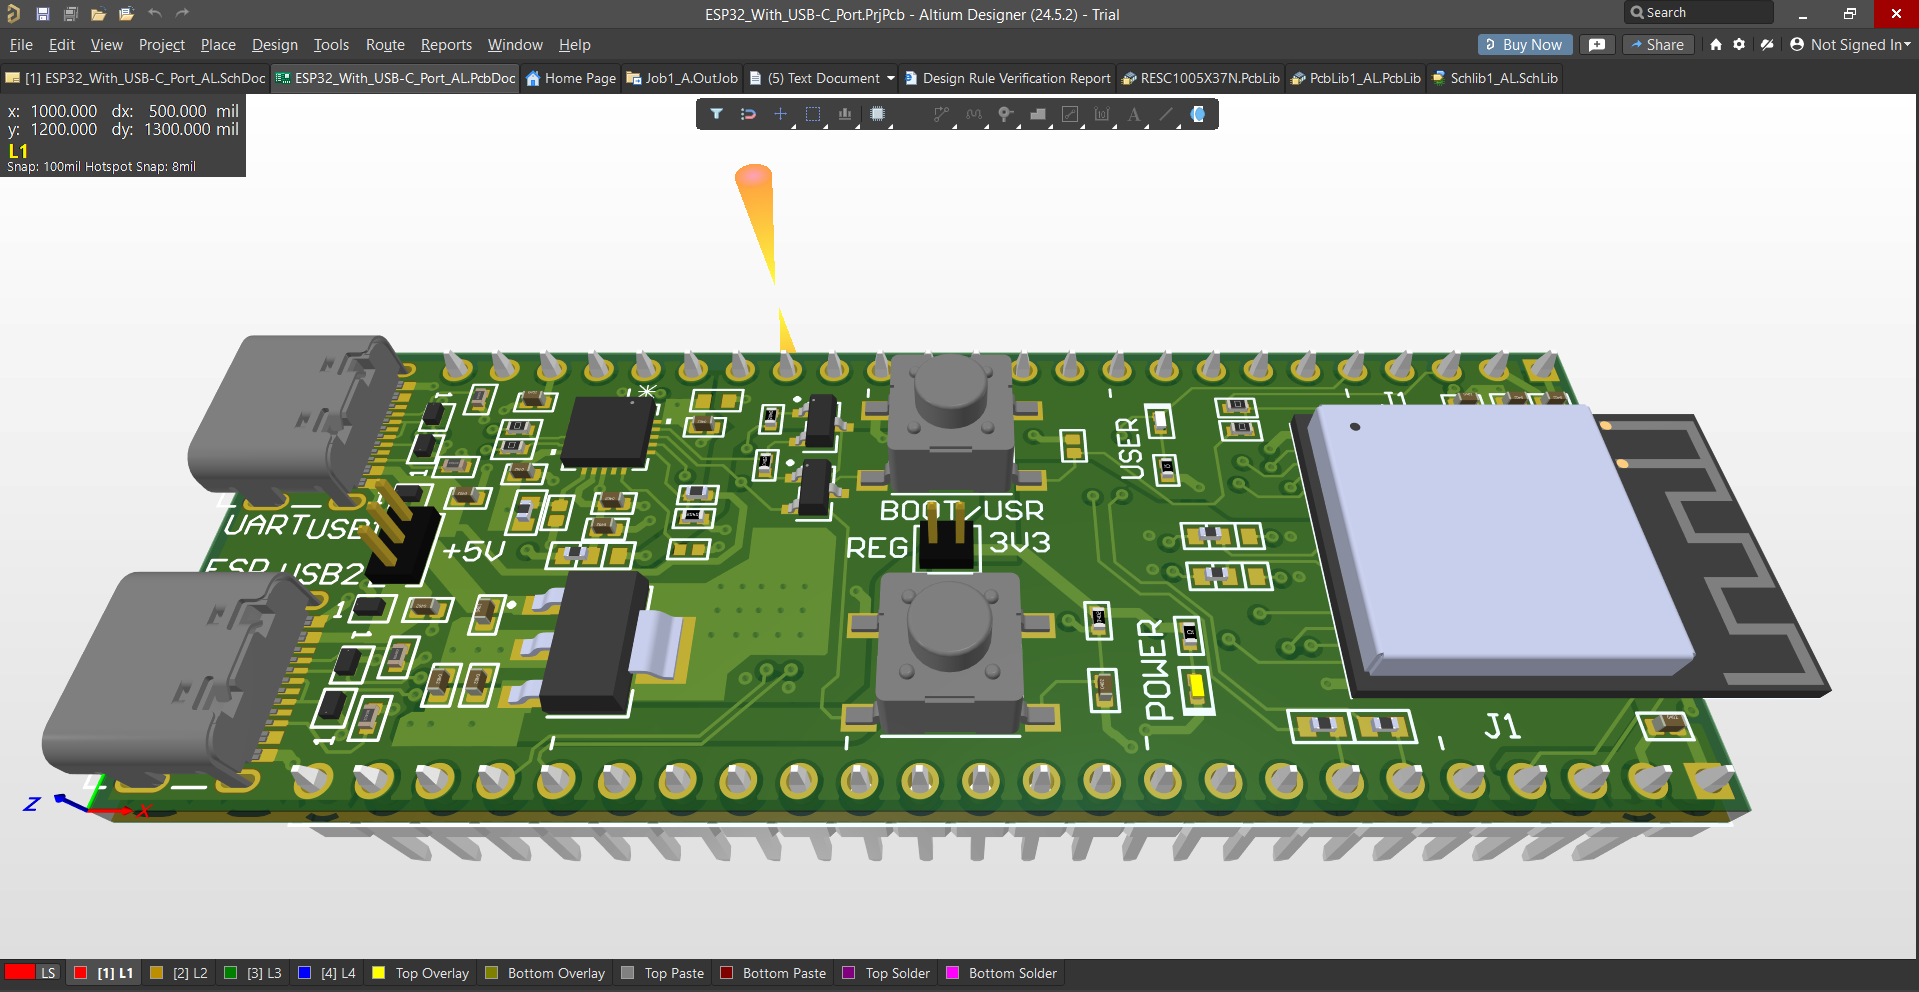 ESP32_With_USB-C_Port.PrjPcb - Altium Designer (24.5.2) - Trial
Search
File Edit View Project Place Design Tools Route Reports Window Help
Buy Now
Share
Not Signed In
[1] ESP32_With_USB-C_Port_AL.SchDoc
ESP32_With_USB-C_Port_AL.PcbDoc
Home Page
Job1_A.OutJob
(5) Text Document
Design Rule Verification Report
RESC1005X37N.PcbLib
PcbLib1_AL.PcbLib
Schlib1_AL.SchLib
x: 1000.000 dx: 500.000 mil
y: 1200.000 dy: 1300.000 mil
L1
Snap: 100mil Hotspot Snap: 8mil
J1
USER
UARTUSB1
BOOT/USR
+5V
REG
3V3
ESP USB2
1
POWER
J1
Z
X
LS
[1] L1
[2] L2
[3] L3
[4] L4
Top Overlay
Bottom Overlay
Top Paste
Bottom Paste
Top Solder
Bottom Solder